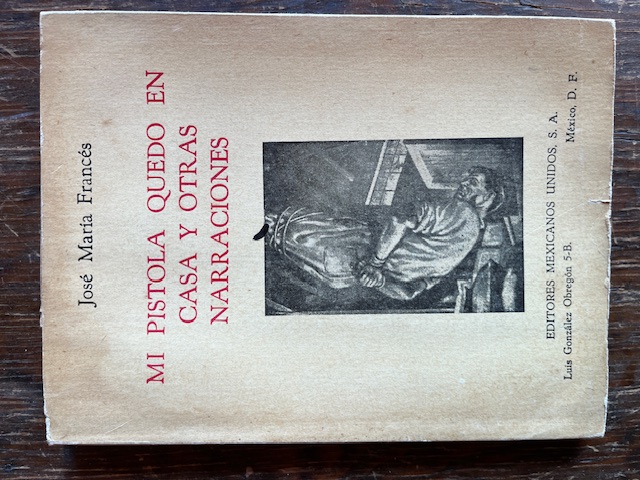 José María Francés
MI PISTOLA QUEDO EN
CASA Y OTRAS
NARRACIONES
EDITORES MEXICANOS UNIDOS, S. A.
Luis González Obregón 5-B. México, D. F.